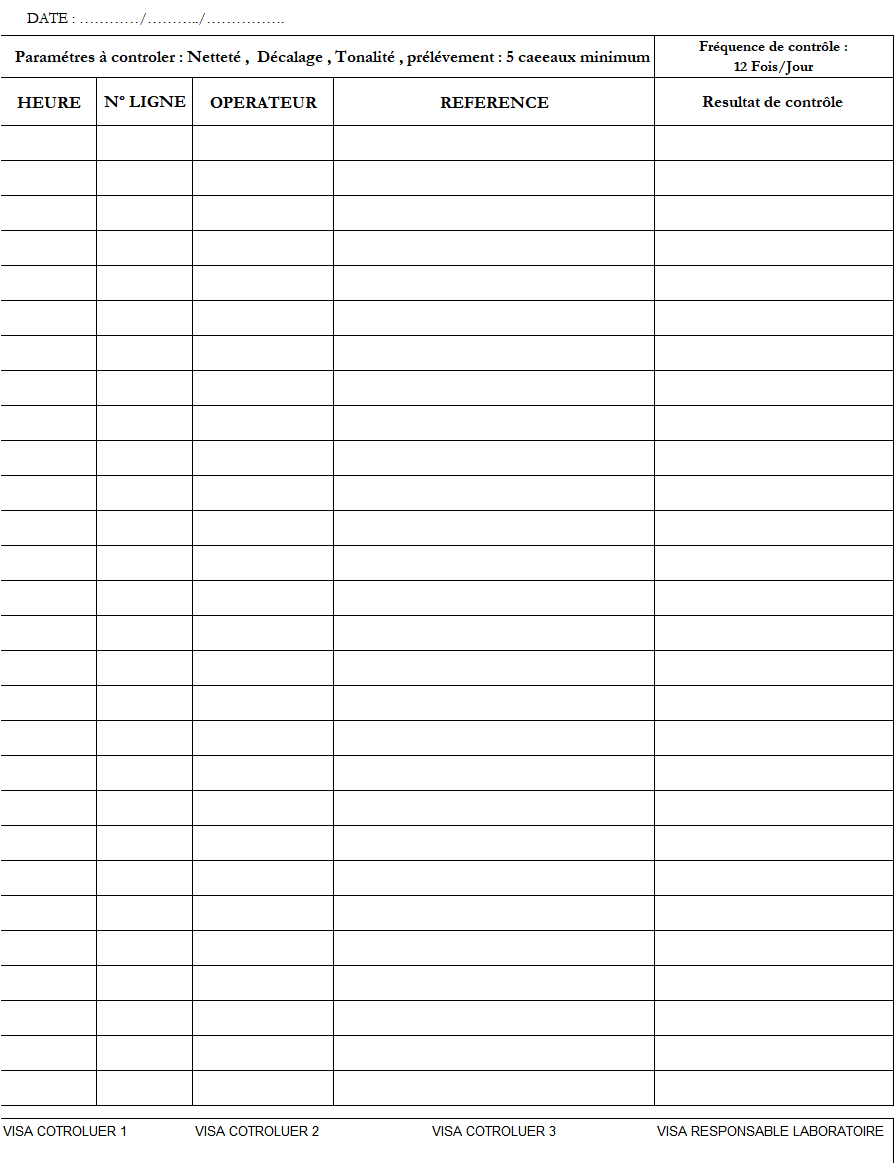 DATE : …………/………../…………….
Paramétres à controler : Netteté , Décalage , Tonalité , prélévement : 5 caeeaux minimum
Fréquence de contrôle :
12 Fois/Jour
HEURE N° LIGNE OPERATEUR REFERENCE Resultat de contrôle
VISA COTROLUER 1 VISA COTROLUER 2 VISA COTROLUER 3 VISA RESPONSABLE LABORATOIRE